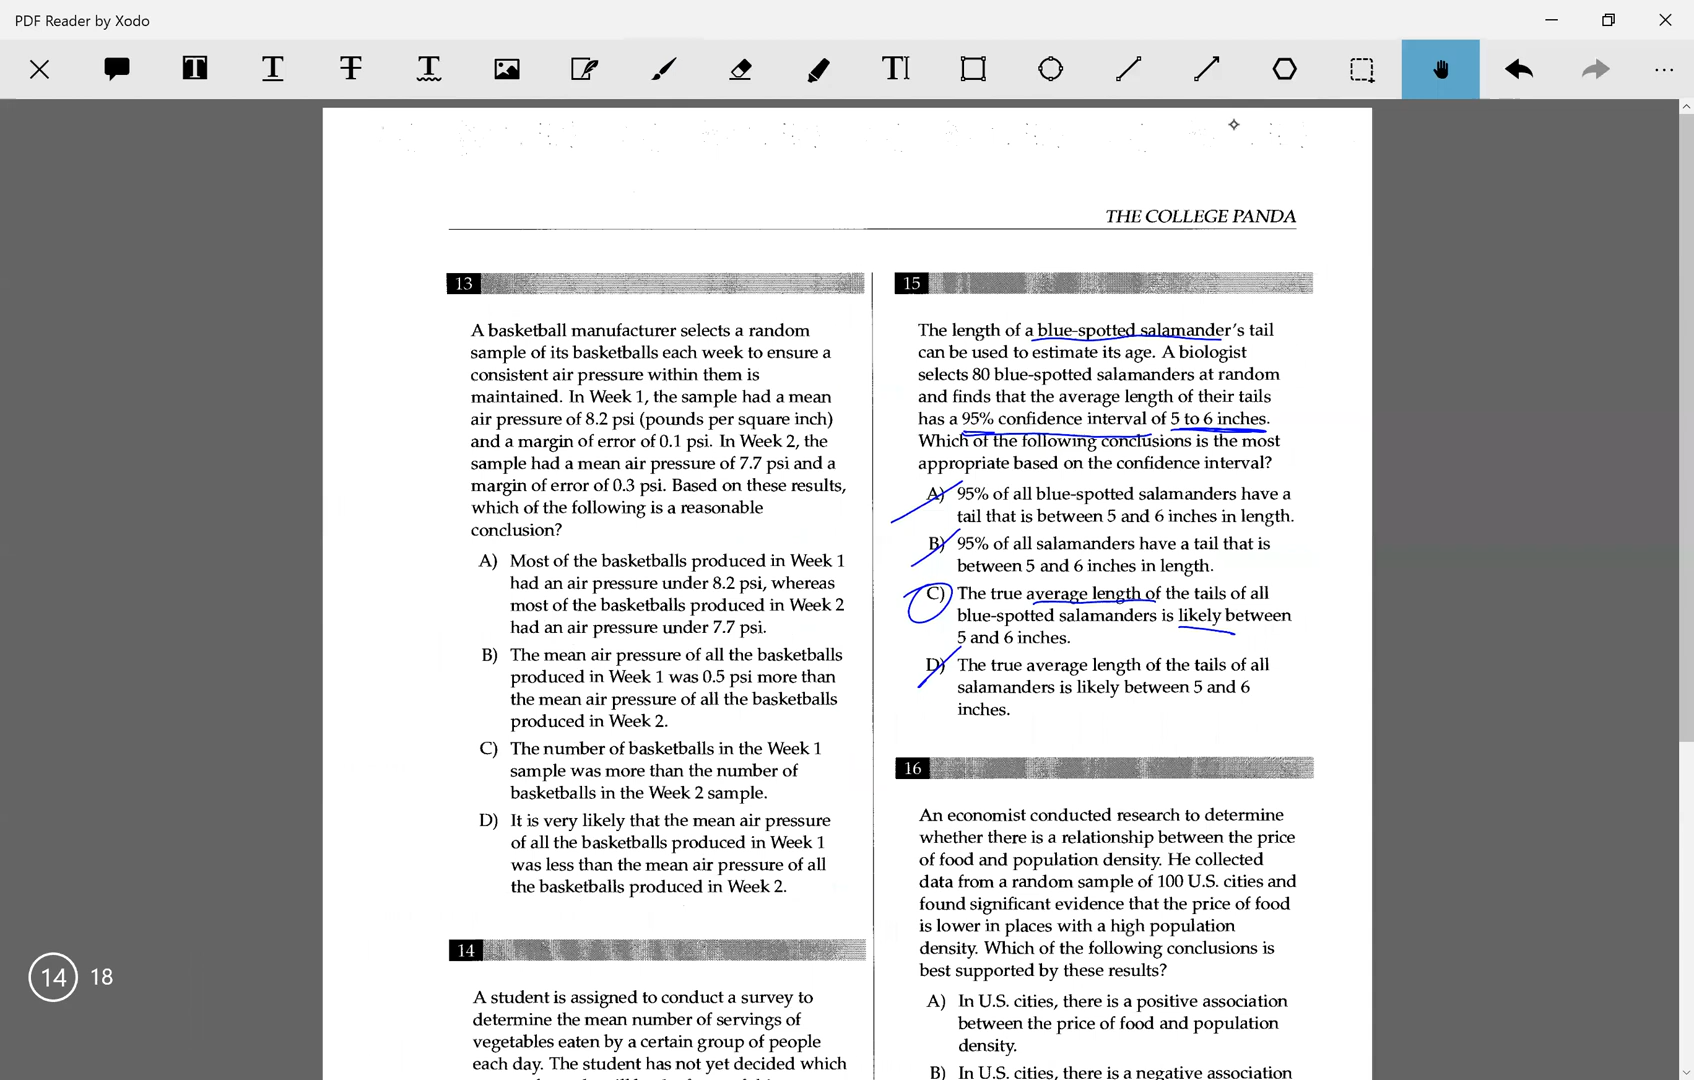 PDF Reader by Xodo
THE COLLEGE PANDA
13
A basketball manufacturer selects a random
sample of its basketballs each week to ensure a
consistent air pressure within them is
maintained. In Week 1, the sample had a mean
air pressure of 8.2 psi (pounds per square inch)
and a margin of error of 0.1 psi. In Week 2, the
sample had a mean air pressure of 7.7 psi and a
margin of error of 0.3 psi. Based on these results,
which of the following is a reasonable
conclusion?
A) Most of the basketballs produced in Week 1
had an air pressure under 8.2 psi, whereas
most of the basketballs produced in Week 2
had an air pressure under 7.7 psi.
B) The mean air pressure of all the basketballs
produced in Week 1 was 0.5 psi more than
the mean air pressure of all the basketballs
produced in Week 2.
C) The number of basketballs in the Week 1
sample was more than the number of
basketballs in the Week 2 sample.
D) It is very likely that the mean air pressure
of all the basketballs produced in Week 1
was less than the mean air pressure of all
the basketballs produced in Week 2.
14
A student is assigned to conduct a survey to
determine the mean number of servings of
vegetables eaten by a certain group of people
each day. The student has not yet decided which
15
The length of a blue-spotted salamander's tail
can be used to estimate its age. A biologist
selects 80 blue-spotted salamanders at random
and finds that the average length of their tails
has a 95% confidence interval of 5 to 6 inches.
Which of the following conclusions is the most
appropriate based on the confidence interval?
A) 95% of all blue-spotted salamanders have a
tail that is between 5 and 6 inches in length.
B) 95% of all salamanders have a tail that is
between 5 and 6 inches in length.
C) The true average length of the tails of all
blue-spotted salamanders is likely between
5 and 6 inches.
D) The true average length of the tails of all
salamanders is likely between 5 and 6
inches.
16
An economist conducted research to determine
whether there is a relationship between the price
of food and population density. He collected
data from a random sample of 100 U.S. cities and
found significant evidence that the price of food
is lower in places with a high population
density. Which of the following conclusions is
best supported by these results?
A) In U.S. cities, there is a positive association
between the price of food and population
density.
B) In U.S. cities, there is a negative association
14 18